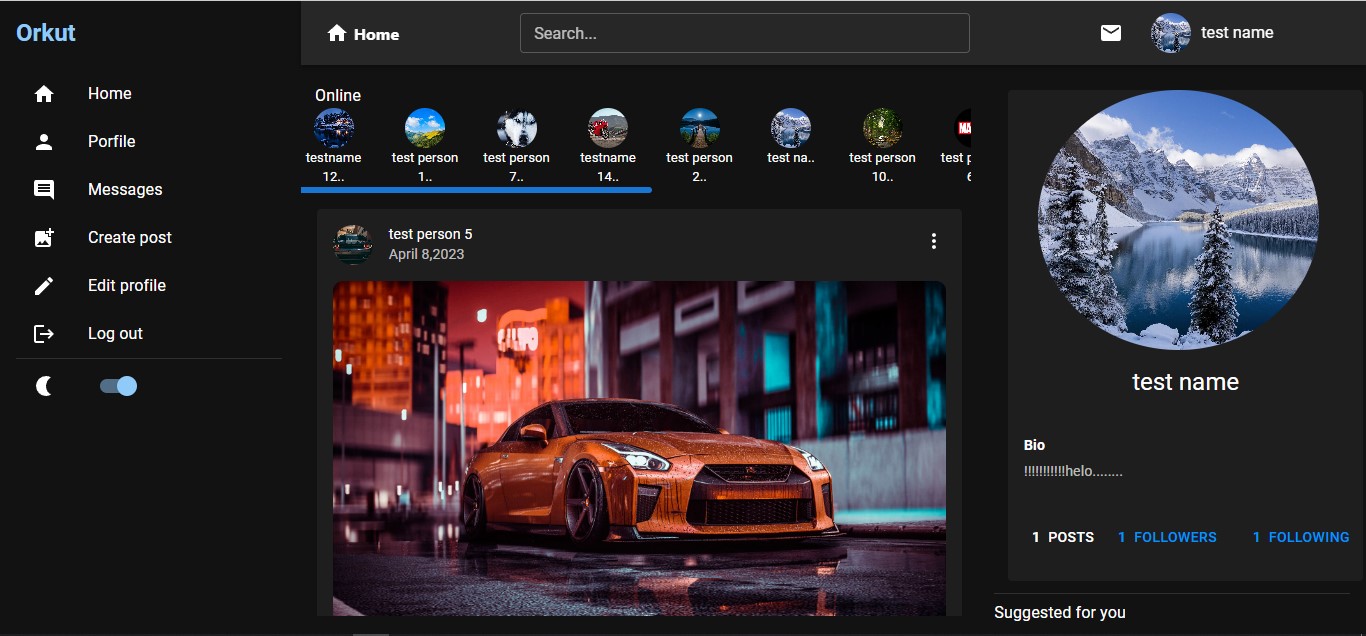 Orkut
Home
Search...
test name
Home
Porfile
Messages
Create post
Edit profile
Log out
Online
testname
12..
test person
1..
test person
7..
testname
14..
test person
2..
test na..
test person
10..
test p
6
test person 5
April 8,2023
test name
Bio
!!!!!!!!!!!helo........
1 POSTS
1 FOLLOWERS
1 FOLLOWING
Suggested for you